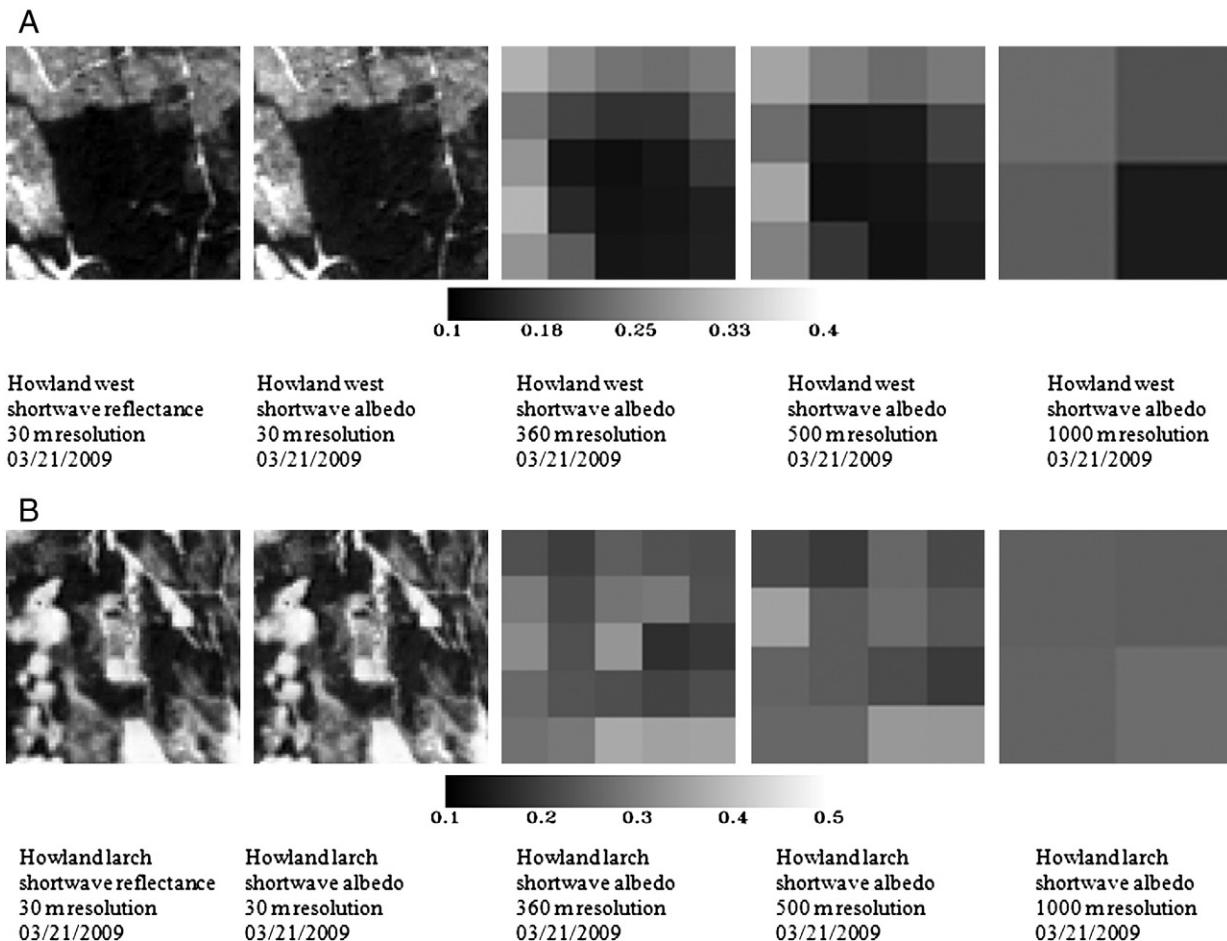 A
0.1 0.18 0.25 0.33 0.4
Howland west
shortwave reflectance
30 m resolution
03/21/2009
Howland west
shortwave albedo
30 m resolution
03/21/2009
Howland west
shortwave albedo
360 m resolution
03/21/2009
Howland west
shortwave albedo
500 m resolution
03/21/2009
Howland west
shortwave albedo
1000 m resolution
03/21/2009
B
0.1 0.2 0.3 0.4 0.5
Howland larch
shortwave reflectance
30 m resolution
03/21/2009
Howland larch
shortwave albedo
30 m resolution
03/21/2009
Howland larch
shortwave albedo
360 m resolution
03/21/2009
Howland larch
shortwave albedo
500 m resolution
03/21/2009
Howland larch
shortwave albedo
1000 m resolution
03/21/2009